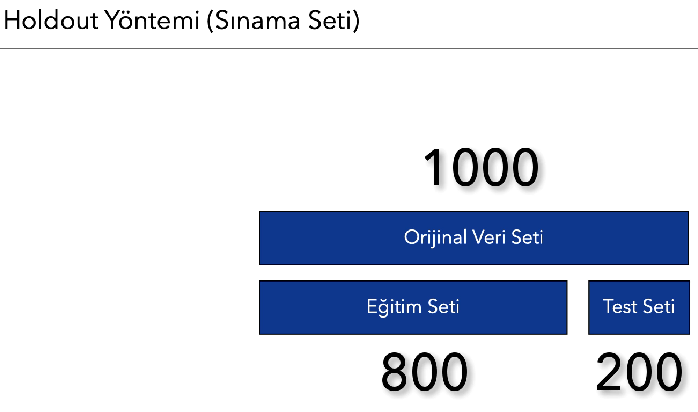 Holdout Yöntemi (Sınama Seti)
1000
Orijinal Veri Seti
Eğitim Seti Test Seti
800 200